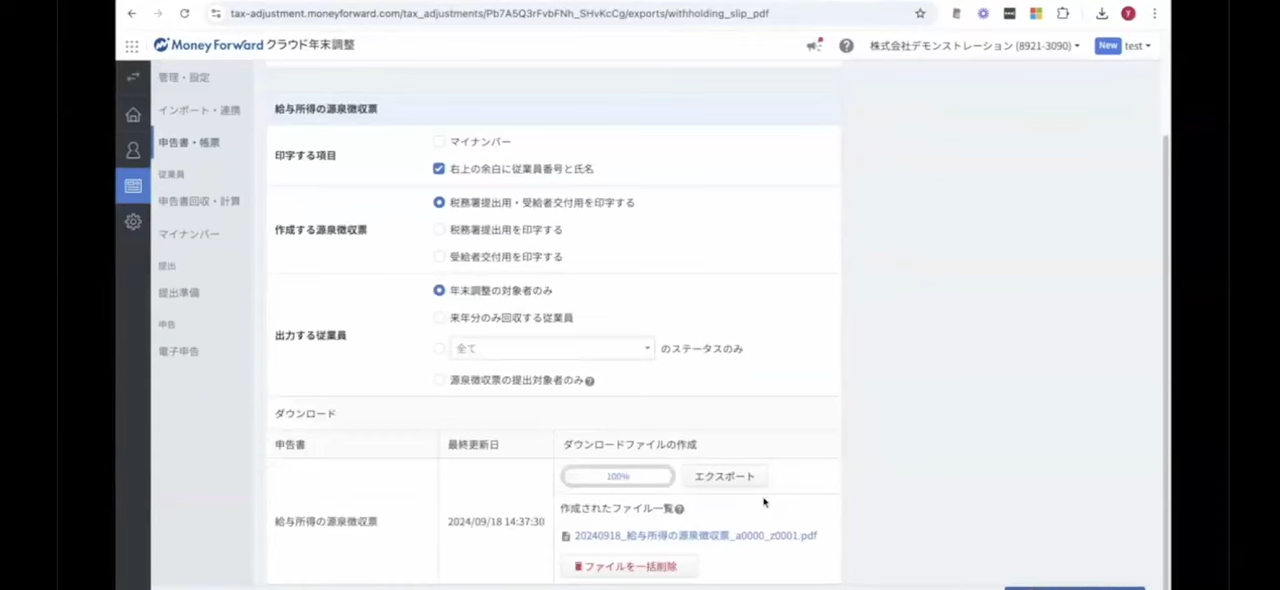 tax-adjustment.moneyforward.com/tax_adjustments/Pb7A5Q3rFvbFNh_SHvKcCg/exports/withholding_slip_pdf
Money Forward クラウド年末調整
株式会社デモンストレーション (8921-3090)
New test
管理・設定
インポート・連携
申告書・帳票
従業員
申告書回収・計算
マイナンバー
提出
提出準備
申告
電子申告
給与所得の源泉徴収票
印字する項目
マイナンバー
右上の余白に従業員番号と氏名
作成する源泉徴収票
税務署提出用・受給者交付用を印字する
税務署提出用を印字する
受給者交付用を印字する
出力する従業員
年末調整の対象者のみ
来年分のみ回収する従業員
全て のステータスのみ
源泉徴収票の提出対象者のみ
ダウンロード
申告書 最終更新日 ダウンロードファイルの作成
100% エクスポート
作成されたファイル一覧
給与所得の源泉徴収票 2024/09/18 14:37:30
20240918_給与所得の源泉徴収票_a0000_z0001.pdf
ファイルを一括削除